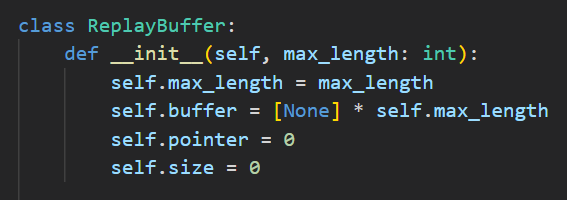 class ReplayBuffer:
    def __init__(self, max_length: int):
        self.max_length = max_length
        self.buffer = [None] * self.max_length
        self.pointer = 0
        self.size = 0